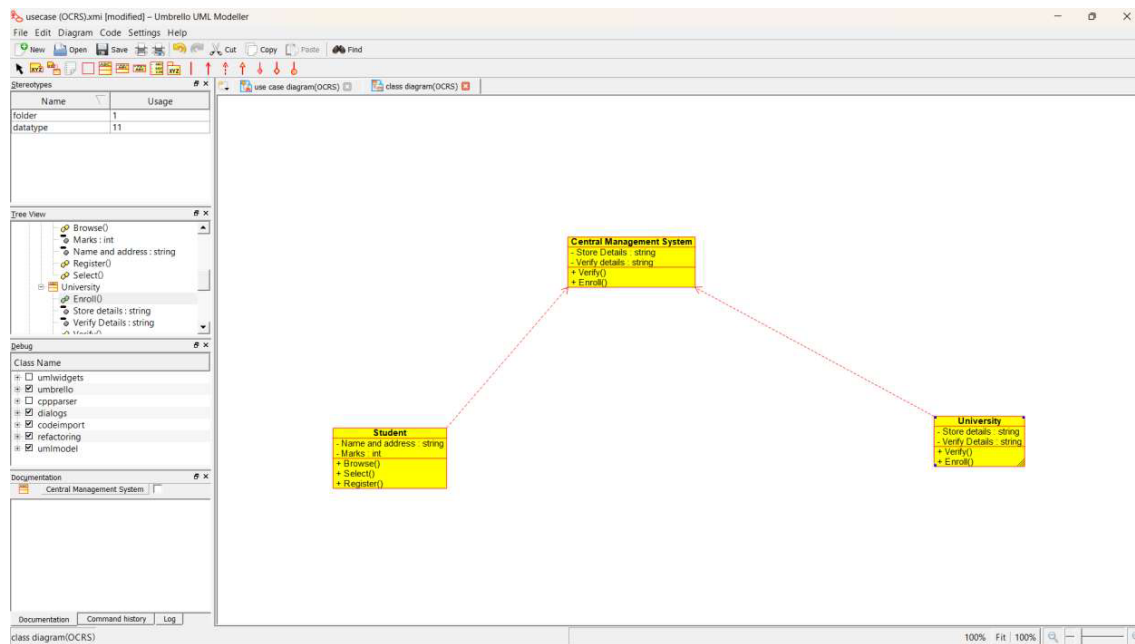 usecase (OCRS).xmi [modified] – Umbrello UML Modeller
File Edit Diagram Code Settings Help
New Open Save Cut Copy Paste Find
Stereotypes
Name Usage
folder 1
datatype 11
Tree View
Browse()
Marks : int
Name and address : string
Register()
Select()
University
Enroll()
Store details : string
Verify Details : string
Verify()
Debug
Class Name
umlwidgets
umbrello
cppparser
dialogs
codeimport
refactoring
umlmodel
Documentation
Central Management System
Documentation Command history Log
class diagram(OCRS)
use case diagram(OCRS) class diagram(OCRS)
Central Management System
- Store Details : string
- Verify details : string
+ Verify()
+ Enroll()
Student
- Name and address : string
- Marks : int
+ Browse()
+ Select()
+ Register()
University
- Store details : string
- Verify Details : string
+ Verify()
+ Enroll()
100% Fit 100%